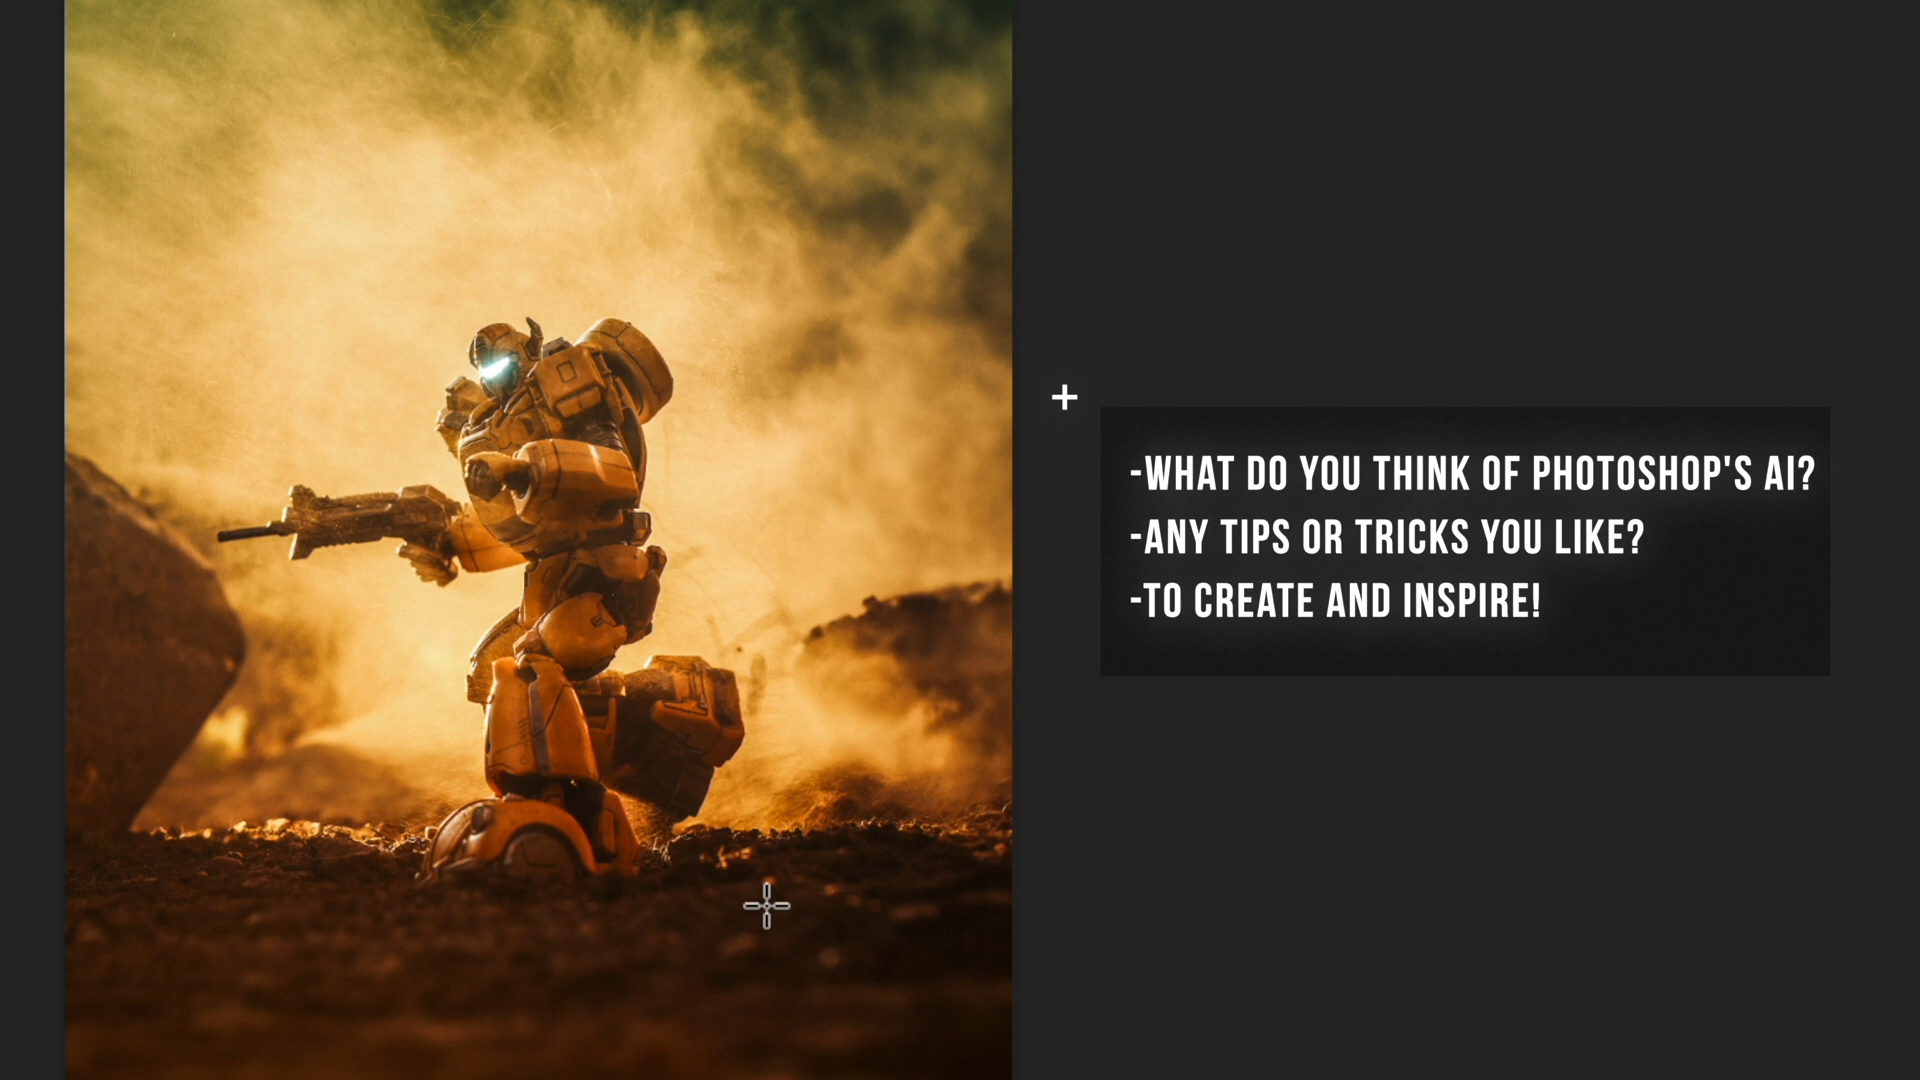 -WHAT DO YOU THINK OF PHOTOSHOP'S AI?
-ANY TIPS OR TRICKS YOU LIKE?
-TO CREATE AND INSPIRE!